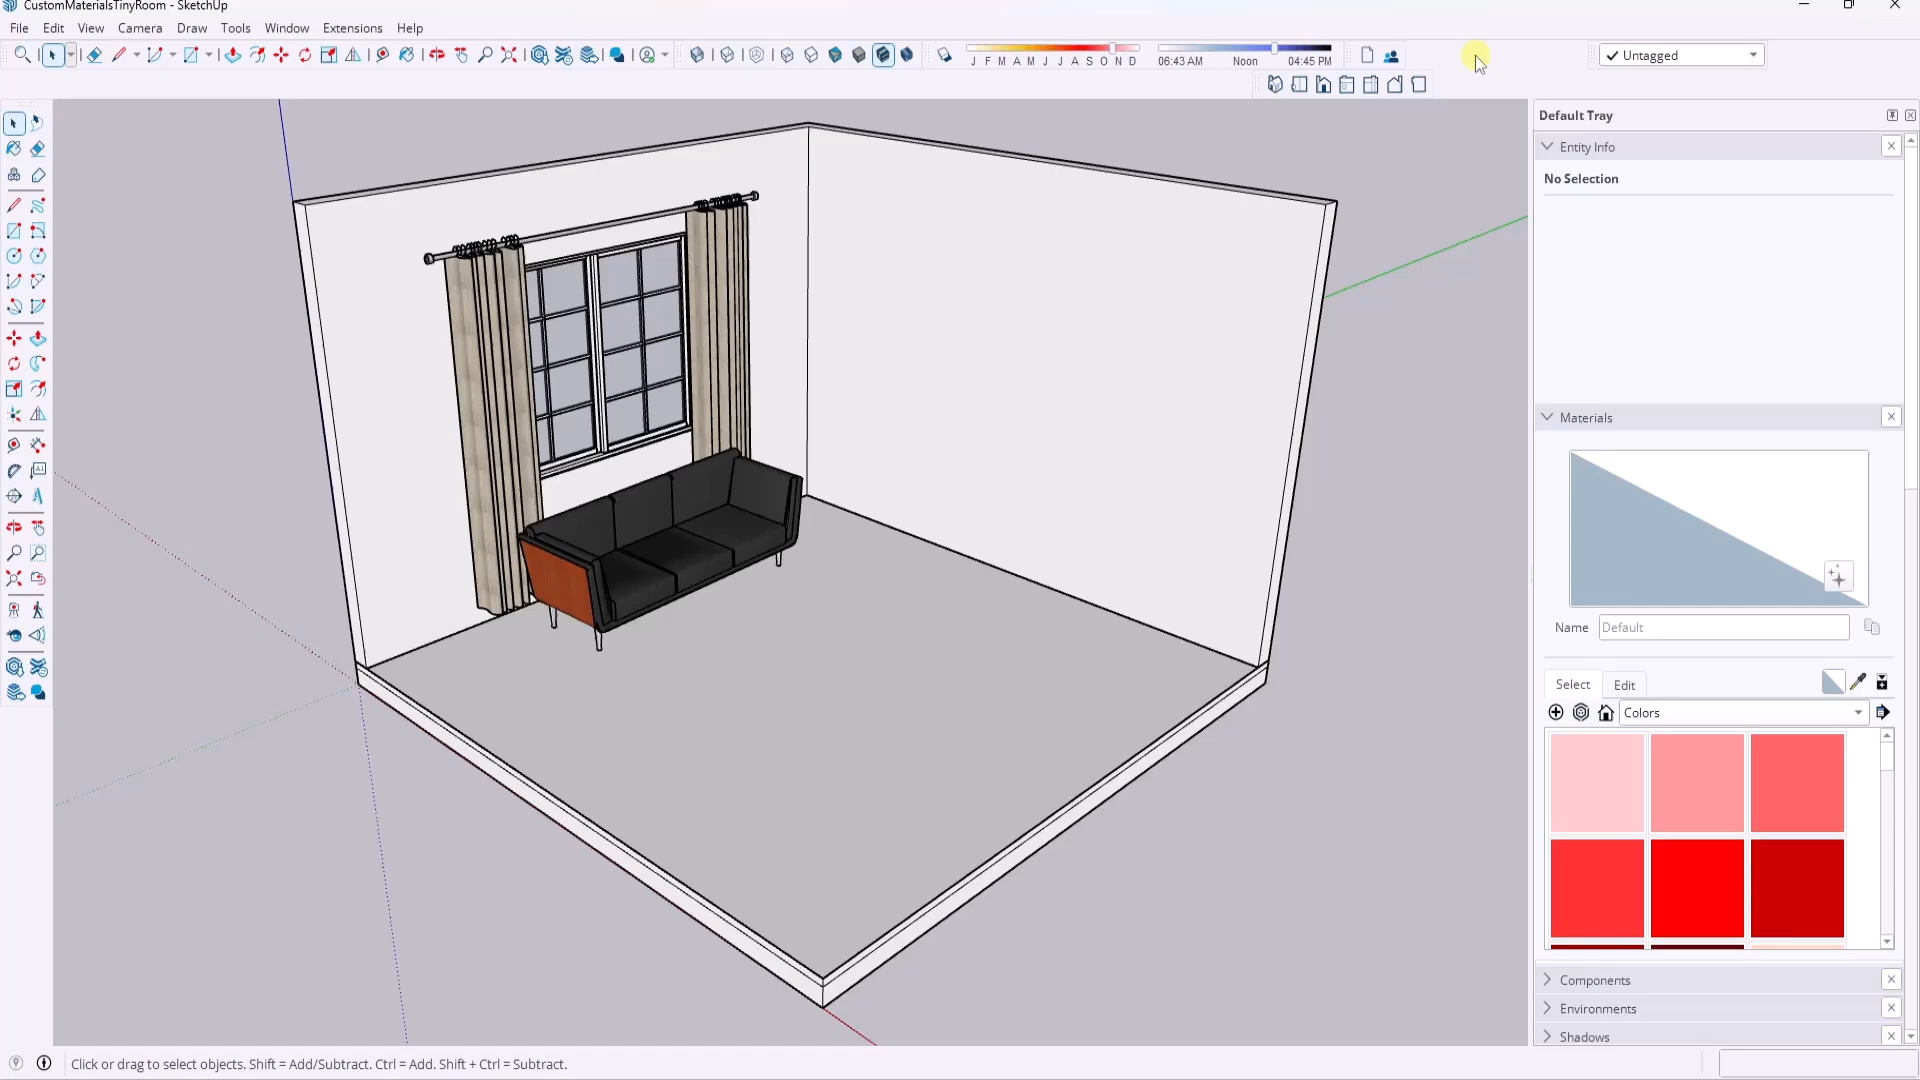 CustomMaterialsTinyRoom - SketchUp
File Edit View Camera Draw Tools Window Extensions Help
J F M A M J J A S O N D
06:43 AM Noon 04:45 PM
Untagged
Default Tray
Entity Info
No Selection
Materials
Name Default
Select Edit
Colors
Components
Environments
Shadows
Click or drag to select objects. Shift = Add/Subtract. Ctrl = Add. Shift + Ctrl = Subtract.